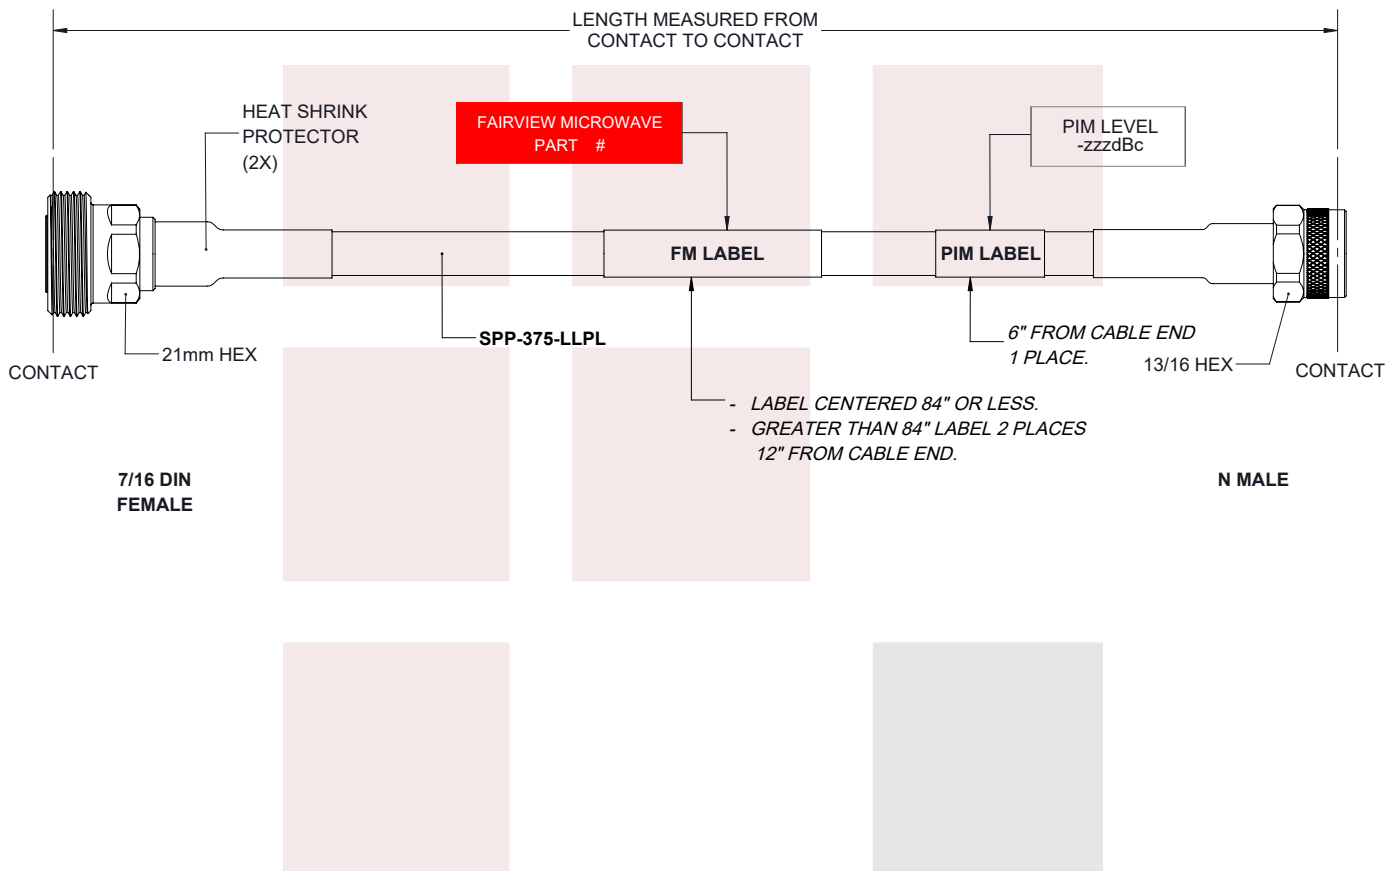 LENGTH MEASURED FROM
CONTACT TO CONTACT
HEAT SHRINK
PROTECTOR
(2X)
FAIRVIEW MICROWAVE
PART #
PIM LEVEL
-zzzdBc
FM LABEL
PIM LABEL
SPP-375-LLPL
21mm HEX
6" FROM CABLE END
1 PLACE.
13/16 HEX
CONTACT
CONTACT
- LABEL CENTERED 84" OR LESS.
- GREATER THAN 84" LABEL 2 PLACES
12" FROM CABLE END.
7/16 DIN
FEMALE
N MALE